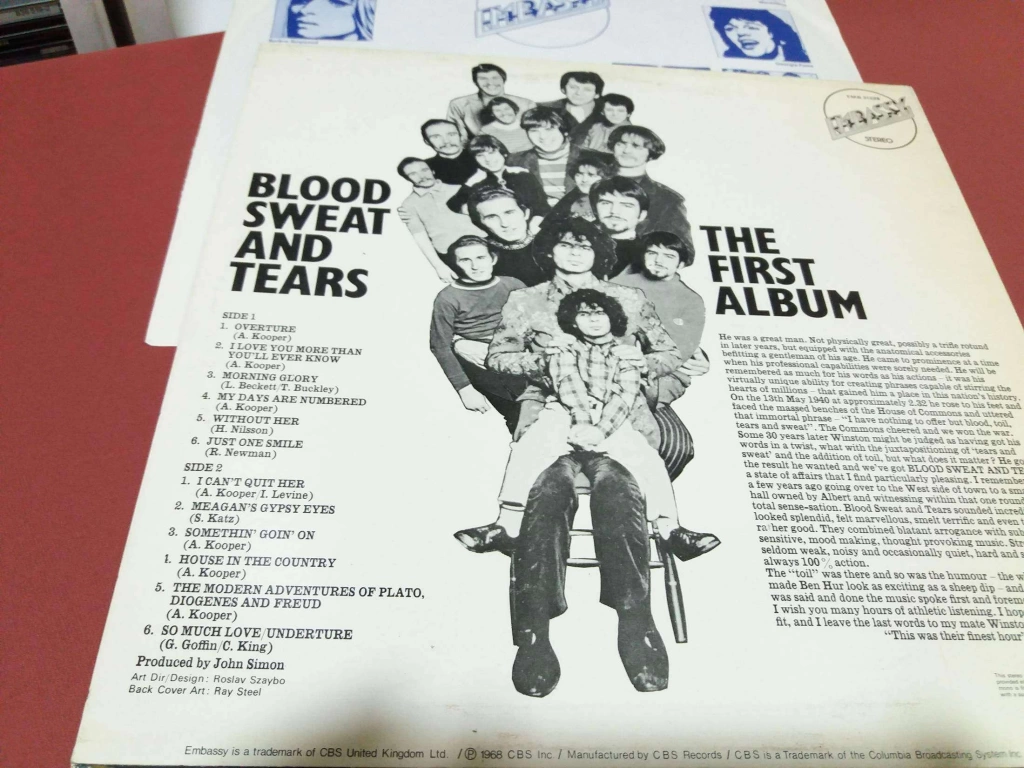 BLOOD
SWEAT
AND
TEARS
SIDE 1
1. OVERTURE
(A. Kooper)
2. I LOVE YOU MORE THAN
YOU'LL EVER KNOW
(A. Kooper)
3. MORNING GLORY
(L. Beckett/T. Buckley)
4. MY DAYS ARE NUMBERED
(A. Kooper)
5. WITHOUT HER
(H. Nilsson)
6. JUST ONE SMILE
(R. Newman)
SIDE 2
1. I CAN'T QUIT HER
(A. Kooper/I. Levine)
2. MEAGAN'S GYPSY EYES
(S. Katz)
3. SOMETHIN' GOIN' ON
(A. Kooper)
4. HOUSE IN THE COUNTRY
(A. Kooper)
5. THE MODERN ADVENTURES OF PLATO,
DIOGENES AND FREUD
(A. Kooper)
6. SO MUCH LOVE/UNDERTURE
(G. Goffin/C. King)
Produced by John Simon
Art Dir/Design: Roslav Szaybo
Back Cover Art: Ray Steel
THE
FIRST
ALBUM
He was a great man. Not physically great, possibly a trifle rotund
in later years, but equipped with the anatomical accessories
befitting a gentleman of his age. He came to prominence at a time
when his professional capabilities were sorely needed. He will be
remembered as much for his words as his actions – it was his
virtually unique ability for creating phrases capable of stirring the
hearts of millions – that gained him a place in this nation's history.
On the 13th May 1940 at approximately 2.32 he rose to his feet and
faced the massed benches of the House of Commons and uttered
that immortal phrase – "I have nothing to offer but blood, toil,
tears and sweat". The Commons cheered and we won the war.
Some 30 years later Winston might be judged as having got his
words in a twist, what with the juxtapositioning of 'tears and
sweat' and the addition of toil, but what does it matter? He go
the result he wanted and we've got BLOOD SWEAT AND TE
a state of affairs that I find particularly pleasing. I remembe
a few years ago going over to the West side of town to a sm
hall owned by Albert and witnessing within that one round
total sense-sation. Blood Sweat and Tears sounded incredi
looked splendid, felt marvellous, smelt terrific and even t
rather good. They combined blatant arrogance with sub
sensitive, mood making, thought provoking music. Str
seldom weak, noisy and occasionally quiet, hard and s
always 100% action.
The "toil" was there and so was the humour – the w
made Ben Hur look as exciting as a sheep dip – and
was said and done the music spoke first and forem
I wish you many hours of athletic listening. I hop
fit, and I leave the last words to my mate Winsto
"This was their finest hour"
EMBASSY
SERIES
Embassy is a trademark of CBS United Kingdom Ltd. / Ⓟ 1968 CBS Inc / Manufactured by CBS Records / CBS is a Trademark of the Columbia Broadcasting System Inc